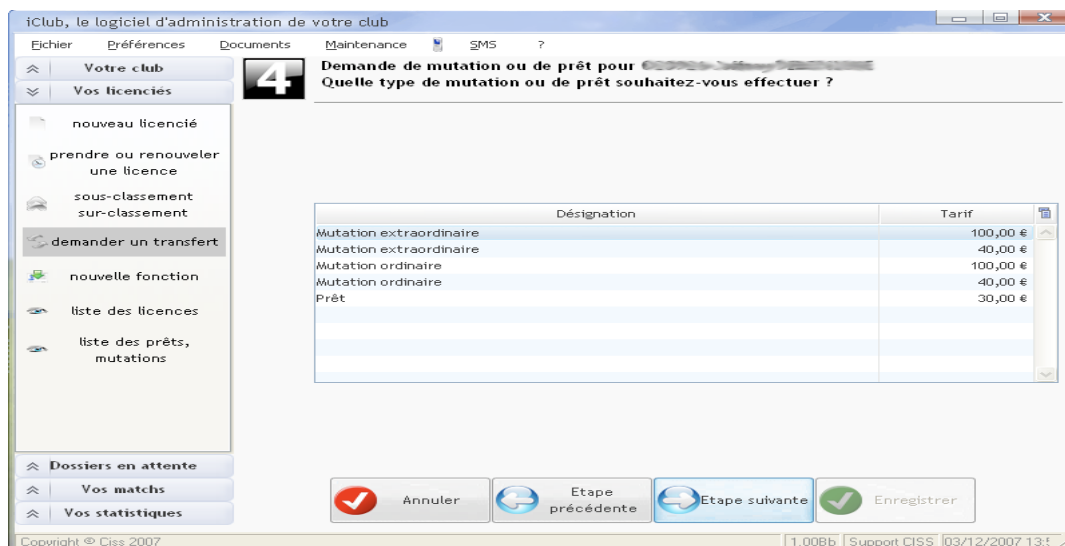 iClub, le logiciel d'administration de votre club
Eichier Préférences Documents Maintenance SMS ?
Votre club
Vos licenciés
nouveau licencié
prendre ou renouveler
une licence
sous-classement
sur-classement
demander un transfert
nouvelle fonction
liste des licences
liste des prêts,
mutations
Dossiers en attente
Vos matchs
Vos statistiques
4
Demande de mutation ou de prêt pour
Quelle type de mutation ou de prêt souhaitez-vous effectuer ?
Désignation Tarif
Mutation extraordinaire 100,00 €
Mutation extraordinaire 40,00 €
Mutation ordinaire 100,00 €
Mutation ordinaire 40,00 €
Prêt 30,00 €
Annuler
Etape
précédente
Etape suivante
Enregistrer
Copyright © Ciss 2007 1.00Bb Support CISS 03/12/2007